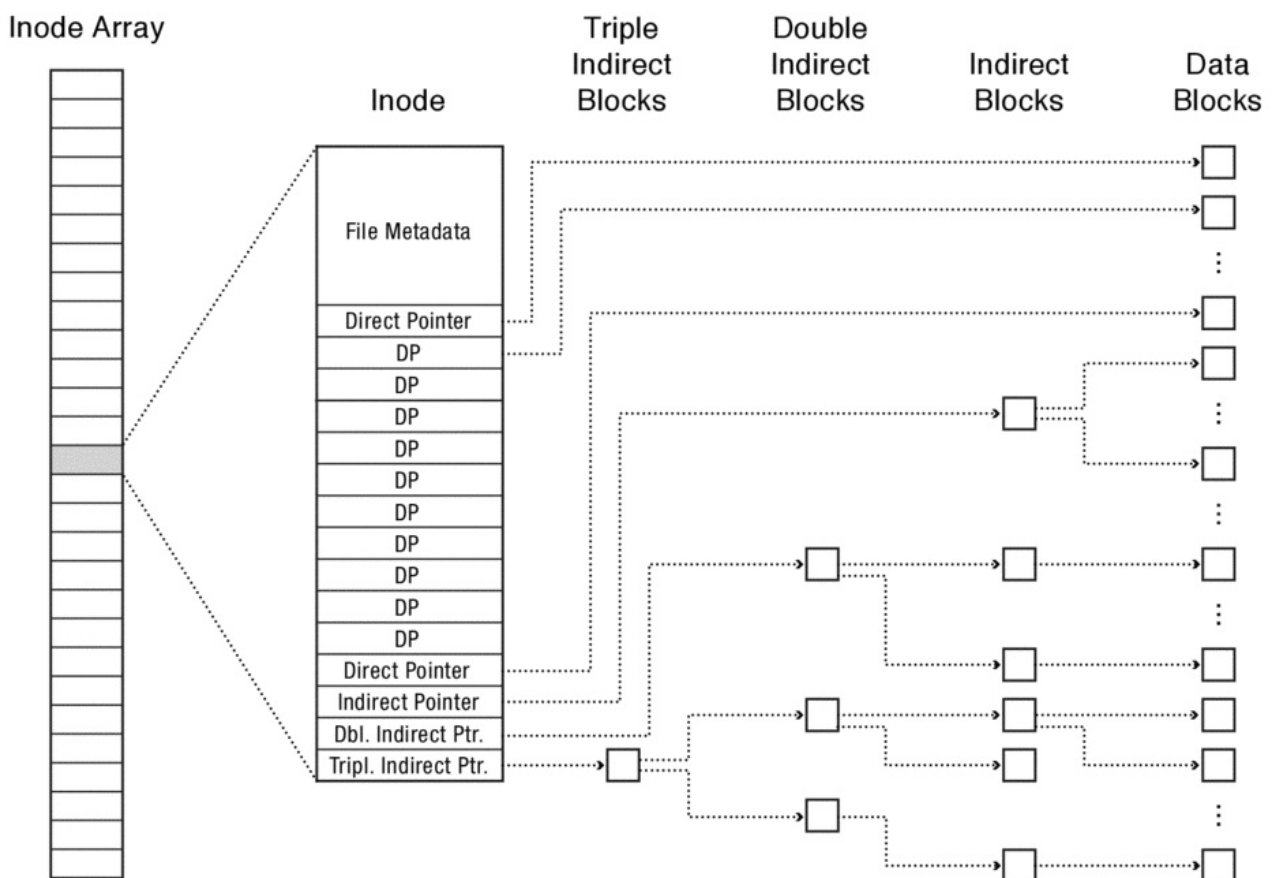 Inode Array
Triple
Indirect
Blocks
Double
Indirect
Blocks
Indirect
Blocks
Data
Blocks
Inode
File Metadata
Direct Pointer
DP
DP
DP
DP
DP
DP
DP
DP
DP
DP
Direct Pointer
Indirect Pointer
Dbl. Indirect Ptr.
Tripl. Indirect Ptr.